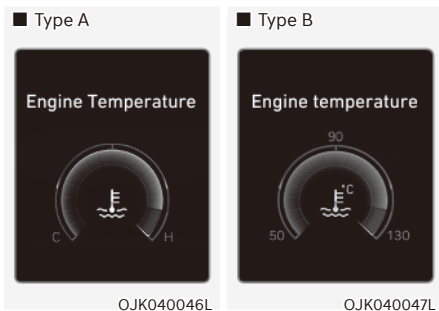 ■ Type A
Engine Temperature
C
H
OJK040046L
■ Type B
Engine temperature
90
°C
50
130
OJK040047L